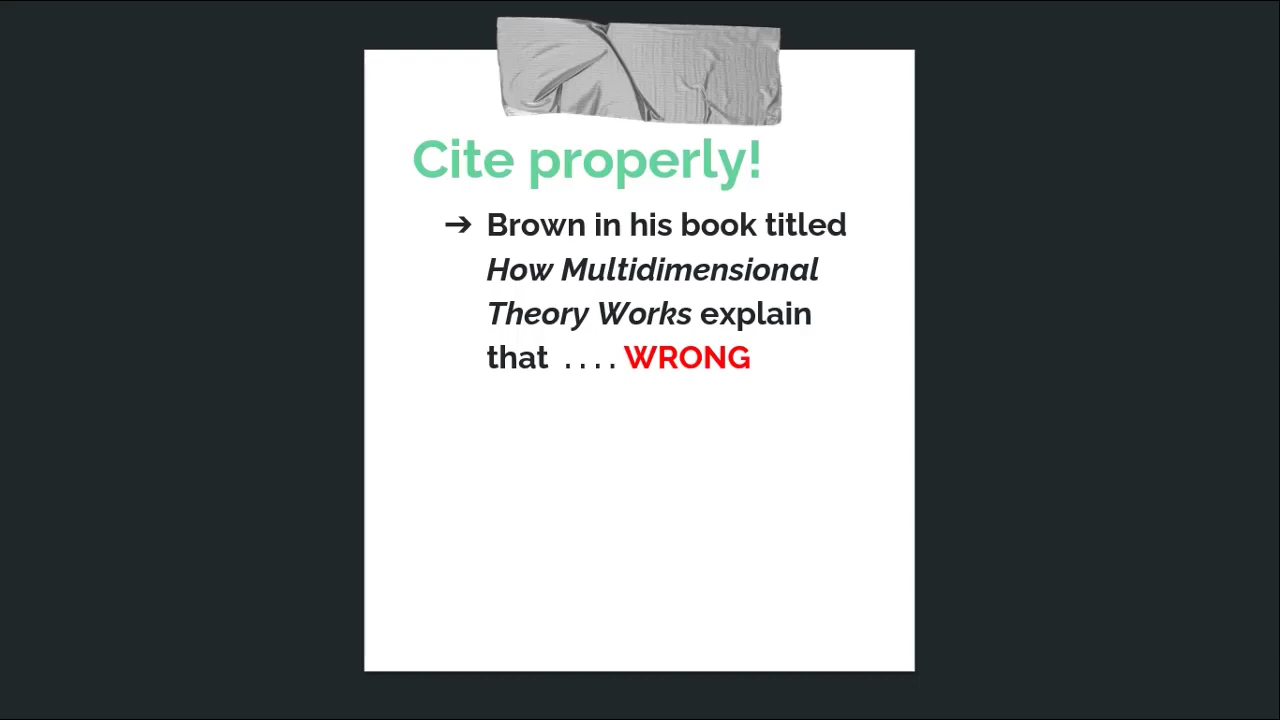 Cite properly!
➔ Brown in his book titled
How Multidimensional
Theory Works explain
that . . . . WRONG